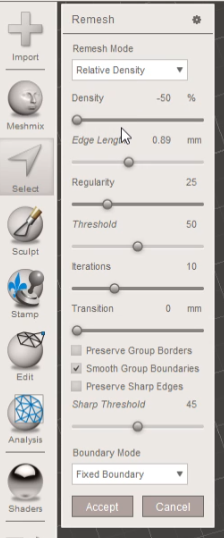 Import
Meshmix
Select
Sculpt
Stamp
Edit
Analysis
Shaders
Remesh
Remesh Mode
Relative Density
Density -50 %
Edge Length 0.89 mm
Regularity 25
Threshold 50
Iterations 10
Transition 0 mm
Preserve Group Borders
Smooth Group Boundaries
Preserve Sharp Edges
Sharp Threshold 45
Boundary Mode
Fixed Boundary
Accept Cancel